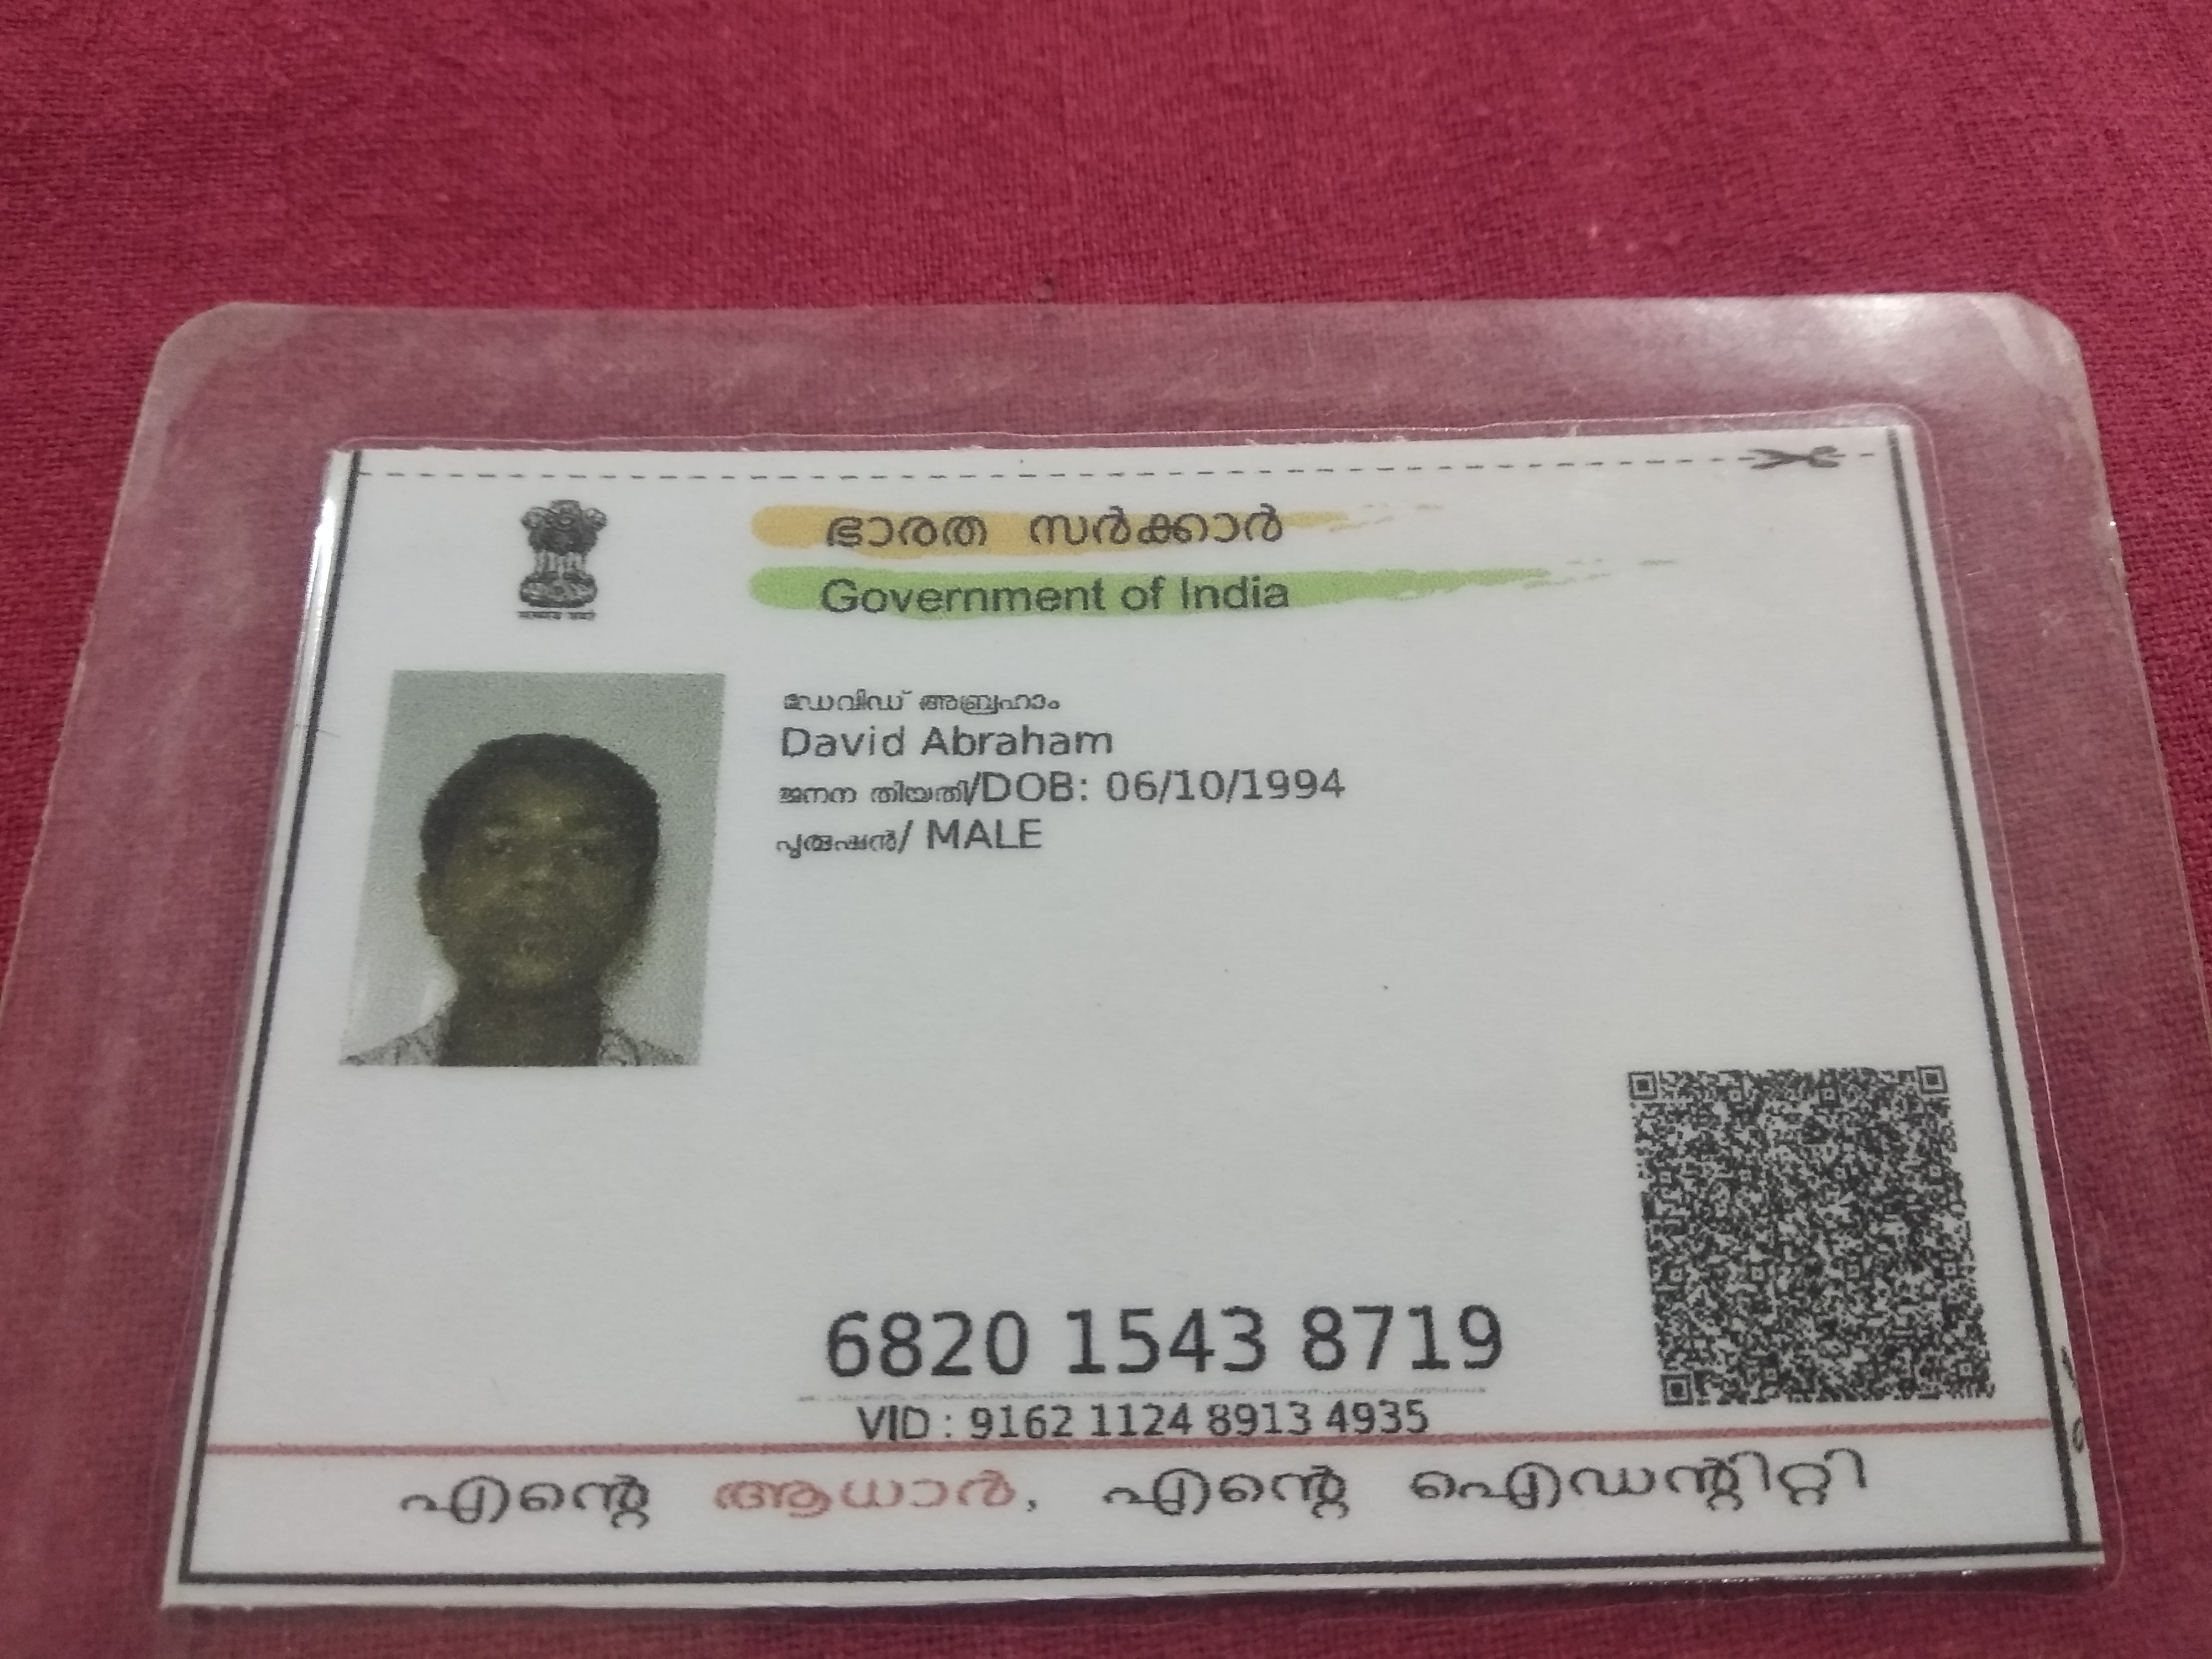 ഭാരത സർക്കാർ
Government of India
ഡേവിഡ് അബ്രഹാം
David Abraham
ജനന തിയതി/DOB: 06/10/1994
പുരുഷൻ/ MALE
6820 1543 8719
VID : 9162 1124 8913 4935
എന്റെ ആധാർ, എന്റെ ഐഡന്റിറ്റി